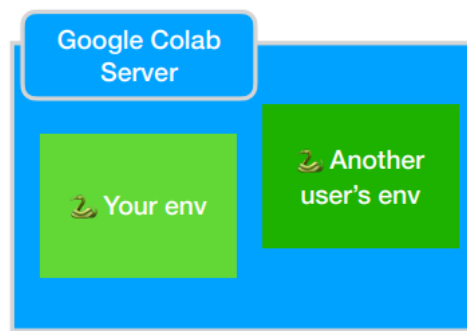 Google Colab
Server
🐍 Your env
🐍 Another
user's env